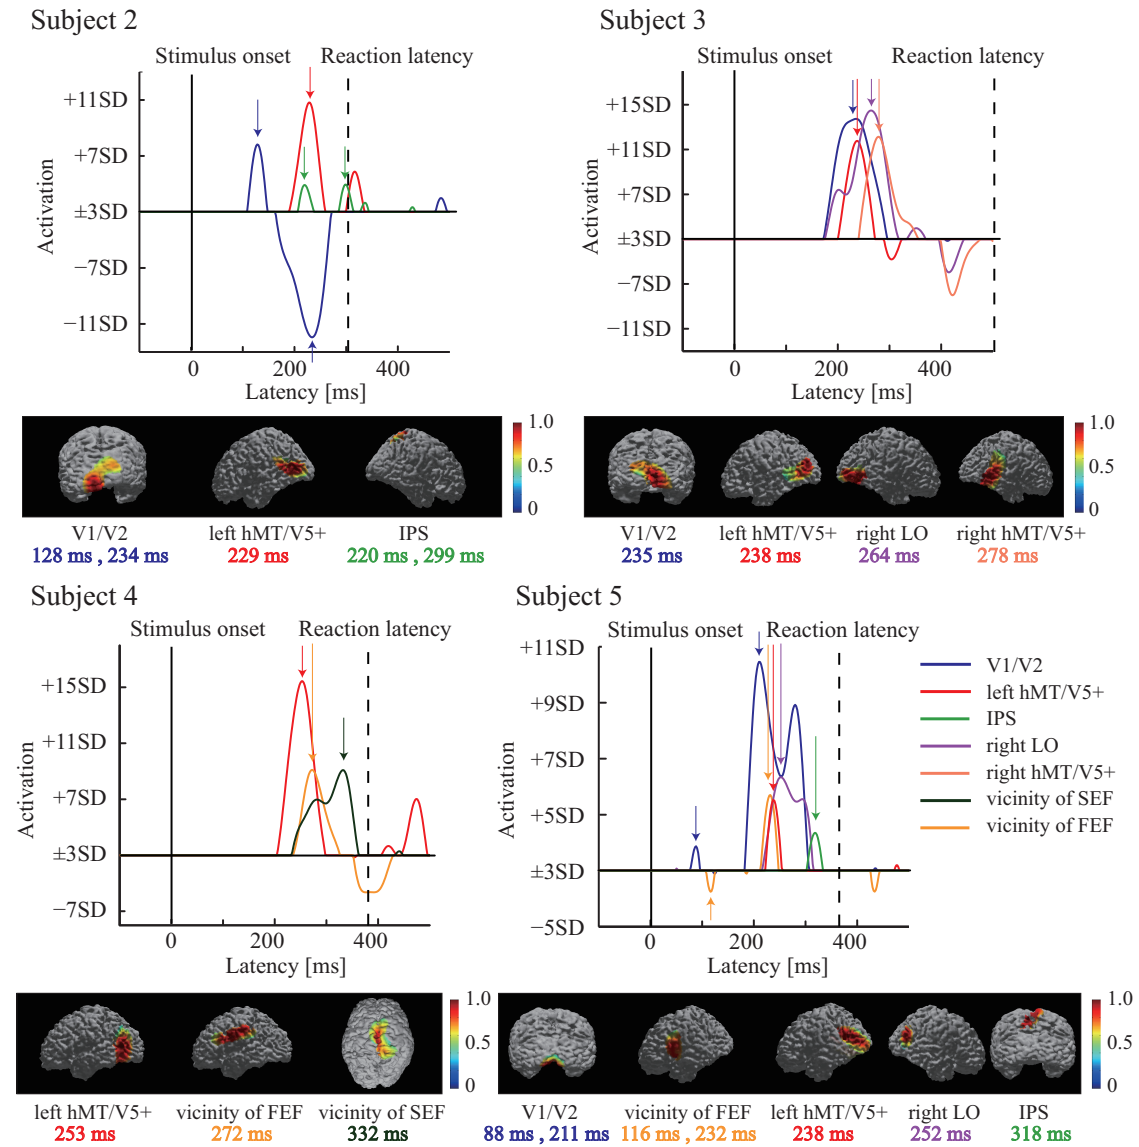 Subject 2
Stimulus onset
Reaction latency
+11SD
+7SD
±3SD
−7SD
−11SD
Activation
0
200
400
Latency [ms]
1.0
0.5
0
V1/V2
128 ms , 234 ms
left hMT/V5+
229 ms
IPS
220 ms , 299 ms
Subject 3
Stimulus onset
Reaction latency
+15SD
+11SD
+7SD
±3SD
−7SD
−11SD
Activation
0
200
400
Latency [ms]
1.0
0.5
0
V1/V2
235 ms
left hMT/V5+
238 ms
right LO
264 ms
right hMT/V5+
278 ms
Subject 4
Stimulus onset
Reaction latency
+15SD
+11SD
+7SD
±3SD
−7SD
Activation
0
200
400
Latency [ms]
1.0
0.5
0
left hMT/V5+
253 ms
vicinity of FEF
272 ms
vicinity of SEF
332 ms
Subject 5
Stimulus onset
Reaction latency
+11SD
+9SD
+7SD
+5SD
±3SD
−5SD
Activation
0
200
400
Latency [ms]
V1/V2
left hMT/V5+
IPS
right LO
right hMT/V5+
vicinity of SEF
vicinity of FEF
1.0
0.5
0
V1/V2
88 ms , 211 ms
vicinity of FEF
116 ms , 232 ms
left hMT/V5+
238 ms
right LO
252 ms
IPS
318 ms